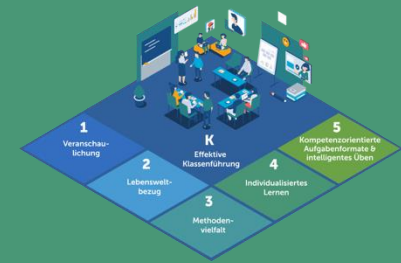 1
Veranschau-
lichung
2
Lebenswelt-
bezug
3
Methoden-
vielfalt
K
Effektive
Klassenführung
4
Individualisiertes
Lernen
5
Kompetenzorientierte
Aufgabenformate &
intelligentes Üben